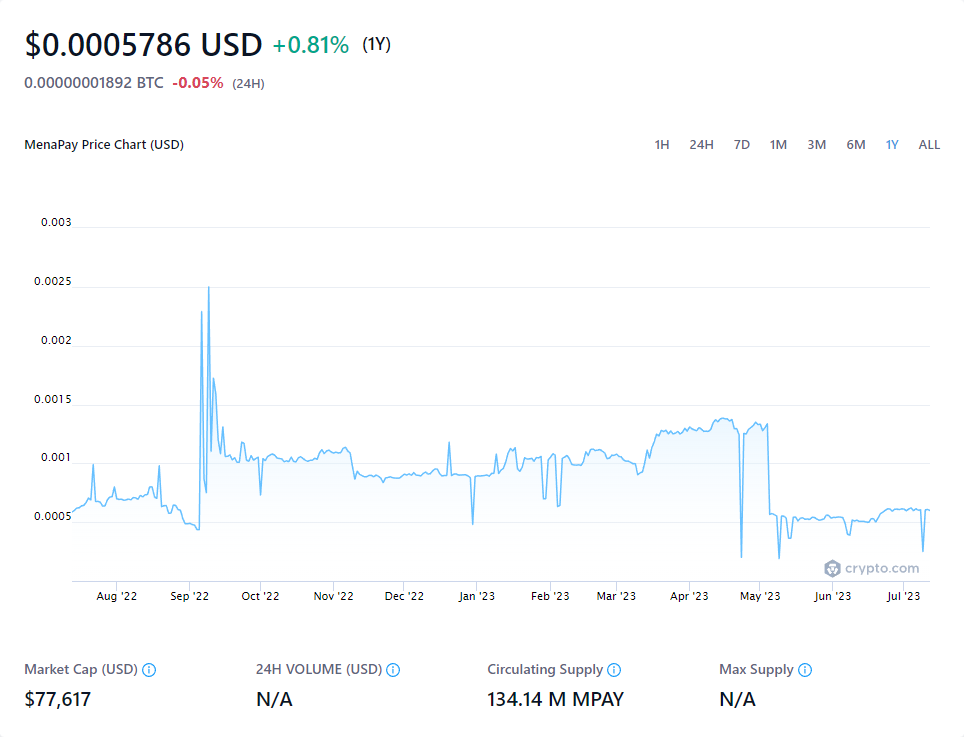 $0.0005786 USD +0.81% (1Y)
0.00000001892 BTC -0.05% (24H)
MenaPay Price Chart (USD) 1H 24H 7D 1M 3M 6M 1Y ALL
0.003
0.0025
0.002
0.0015
0.001
0.0005
crypto.com
Aug '22 Sep '22 Oct '22 Nov '22 Dec '22 Jan '23 Feb '23 Mar '23 Apr '23 May '23 Jun '23 Jul '23
Market Cap (USD) 24H VOLUME (USD) Circulating Supply Max Supply
$77,617 N/A 134.14 M MPAY N/A